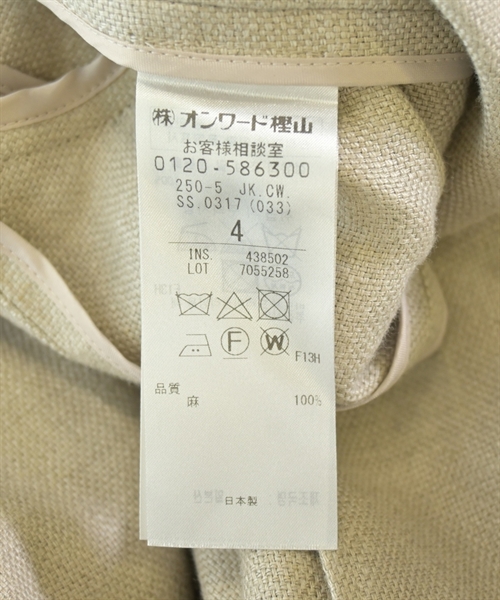 (株)オンワード樫山
お客様相談室
0120-586300
250-5 JK.CW.
SS.0317(033)
4
INS. 438502
LOT 7055258
F
W
F13H
品質
麻 100%
日本製